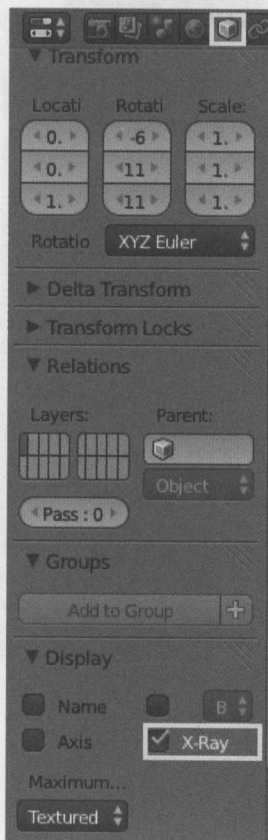 Transform
Locati Rotati Scale:
0. -6 1.
0. 11 1.
1. 11 1.
Rotatio XYZ Euler
Delta Transform
Transform Locks
Relations
Layers: Parent:
Object
Pass : 0
Groups
Add to Group
Display
Name B
Axis X-Ray
Maximum...
Textured